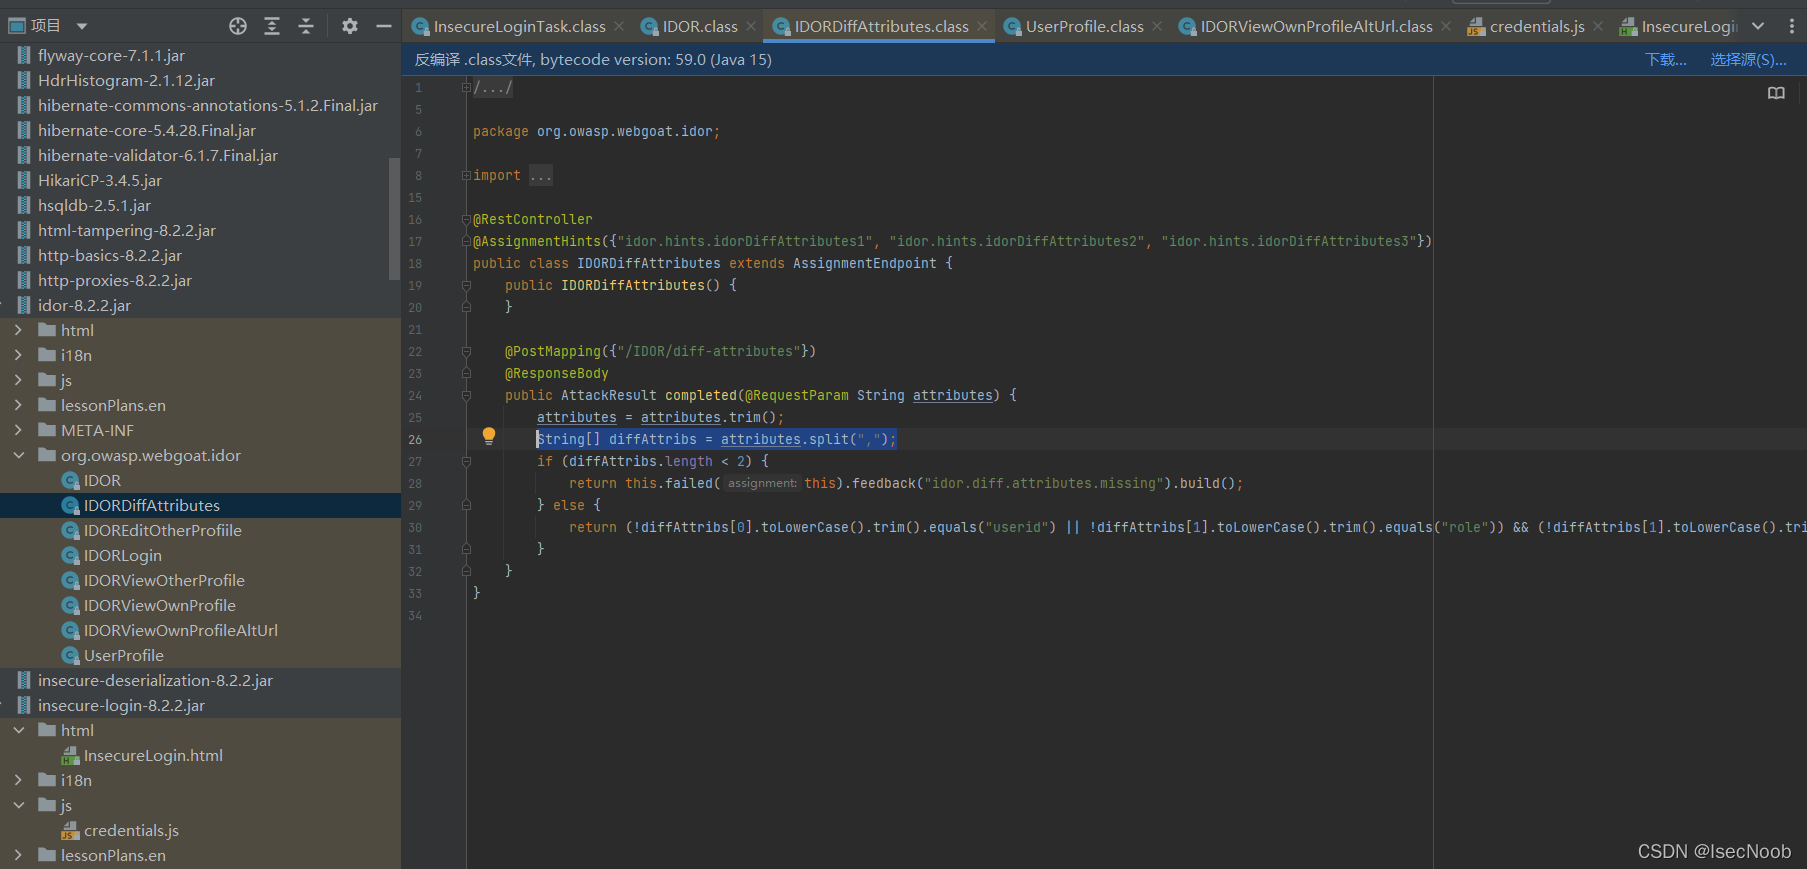 项目
InsecureLoginTask.class
IDOR.class
IDORDiffAttributes.class
UserProfile.class
IDORViewOwnProfileAltUrl.class
credentials.js
InsecureLogi
反编译 .class文件, bytecode version: 59.0 (Java 15)
下载...
选择源(S)...
flyway-core-7.1.1.jar
HdrHistogram-2.1.12.jar
hibernate-commons-annotations-5.1.2.Final.jar
hibernate-core-5.4.28.Final.jar
hibernate-validator-6.1.7.Final.jar
HikariCP-3.4.5.jar
hsqldb-2.5.1.jar
html-tampering-8.2.2.jar
http-basics-8.2.2.jar
http-proxies-8.2.2.jar
idor-8.2.2.jar
html
i18n
js
lessonPlans.en
META-INF
org.owasp.webgoat.idor
IDOR
IDORDiffAttributes
IDOREditOtherProfiile
IDORLogin
IDORViewOtherProfile
IDORViewOwnProfile
IDORViewOwnProfileAltUrl
UserProfile
insecure-deserialization-8.2.2.jar
insecure-login-8.2.2.jar
html
InsecureLogin.html
i18n
js
credentials.js
lessonPlans.en
1 /.../
5
6 package org.owasp.webgoat.idor;
7
8 import ...
15
16 @RestController
17 @AssignmentHints({"idor.hints.idorDiffAttributes1", "idor.hints.idorDiffAttributes2", "idor.hints.idorDiffAttributes3"})
18 public class IDORDiffAttributes extends AssignmentEndpoint {
19 public IDORDiffAttributes() {
20 }
21
22 @PostMapping({"/IDOR/diff-attributes"})
23 @ResponseBody
24 public AttackResult completed(@RequestParam String attributes) {
25 attributes = attributes.trim();
26 String[] diffAttribs = attributes.split(",");
27 if (diffAttribs.length < 2) {
28 return this.failed( assignment: this).feedback("idor.diff.attributes.missing").build();
29 } else {
30 return (!diffAttribs[0].toLowerCase().trim().equals("userid") || !diffAttribs[1].toLowerCase().trim().equals("role")) && (!diffAttribs[1].toLowerCase().tri
31 }
32 }
33 }
34
CSDN @IsecNoob